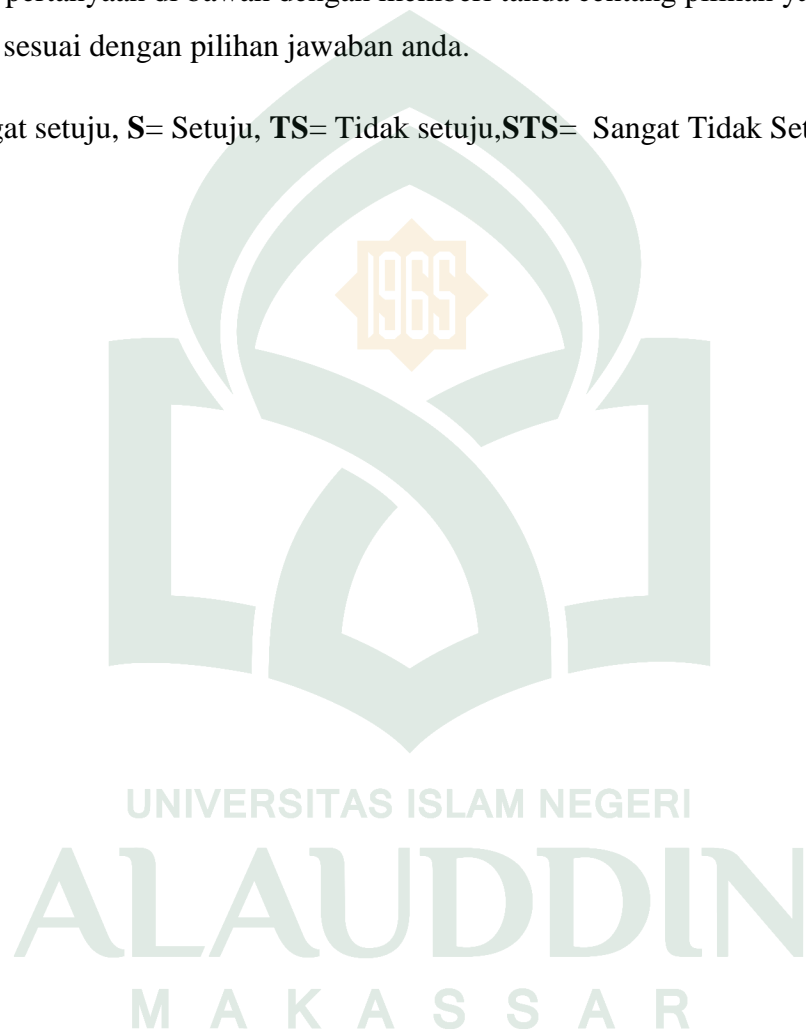 sesuai dengan pilihan jawaban anda.
gat setuju, S= Setuju, TS= Tidak setuju,STS= Sangat Tidak Set
1965
UNIVERSITAS ISLAM NEGERI
ALAUDDIN
MAKASSAR